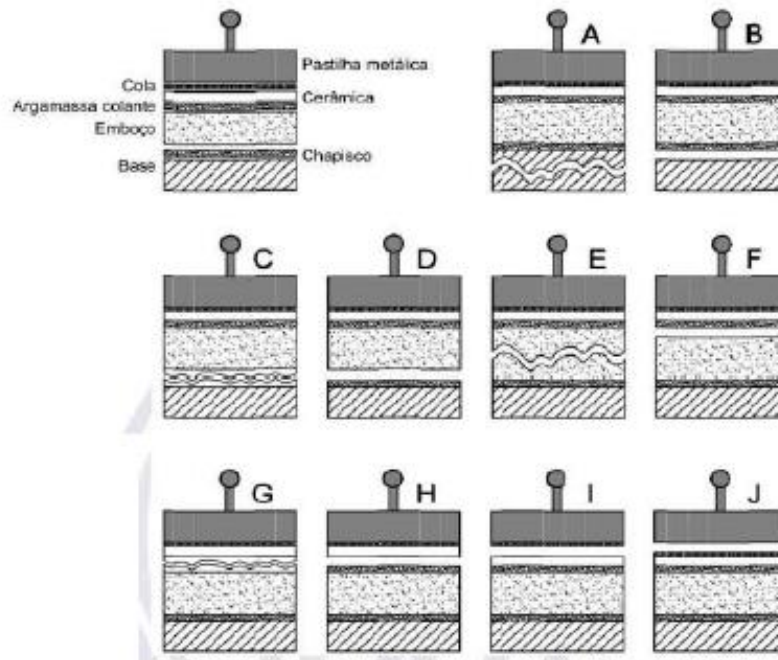 A
B
Pastilha metálica
Cola
Cerâmica
Argamassa colante
Emboço
Chapisco
Base
C
D
E
F
G
H
I
J